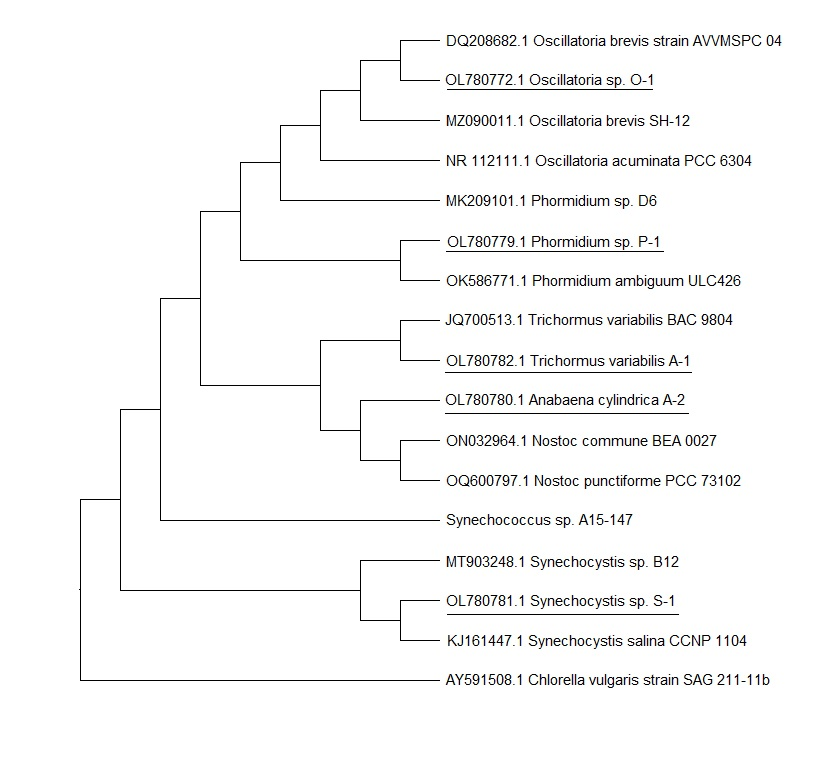 DQ208682.1 Oscillatoria brevis strain AVVMSPC 04
OL780772.1 Oscillatoria sp. O-1
MZ090011.1 Oscillatoria brevis SH-12
NR 112111.1 Oscillatoria acuminata PCC 6304
MK209101.1 Phormidium sp. D6
OL780779.1 Phormidium sp. P-1
OK586771.1 Phormidium ambiguum ULC426
JQ700513.1 Trichormus variabilis BAC 9804
OL780782.1 Trichormus variabilis A-1
OL780780.1 Anabaena cylindrica A-2
ON032964.1 Nostoc commune BEA 0027
OQ600797.1 Nostoc punctiforme PCC 73102
Synechococcus sp. A15-147
MT903248.1 Synechocystis sp. B12
OL780781.1 Synechocystis sp. S-1
KJ161447.1 Synechocystis salina CCNP 1104
AY591508.1 Chlorella vulgaris strain SAG 211-11b